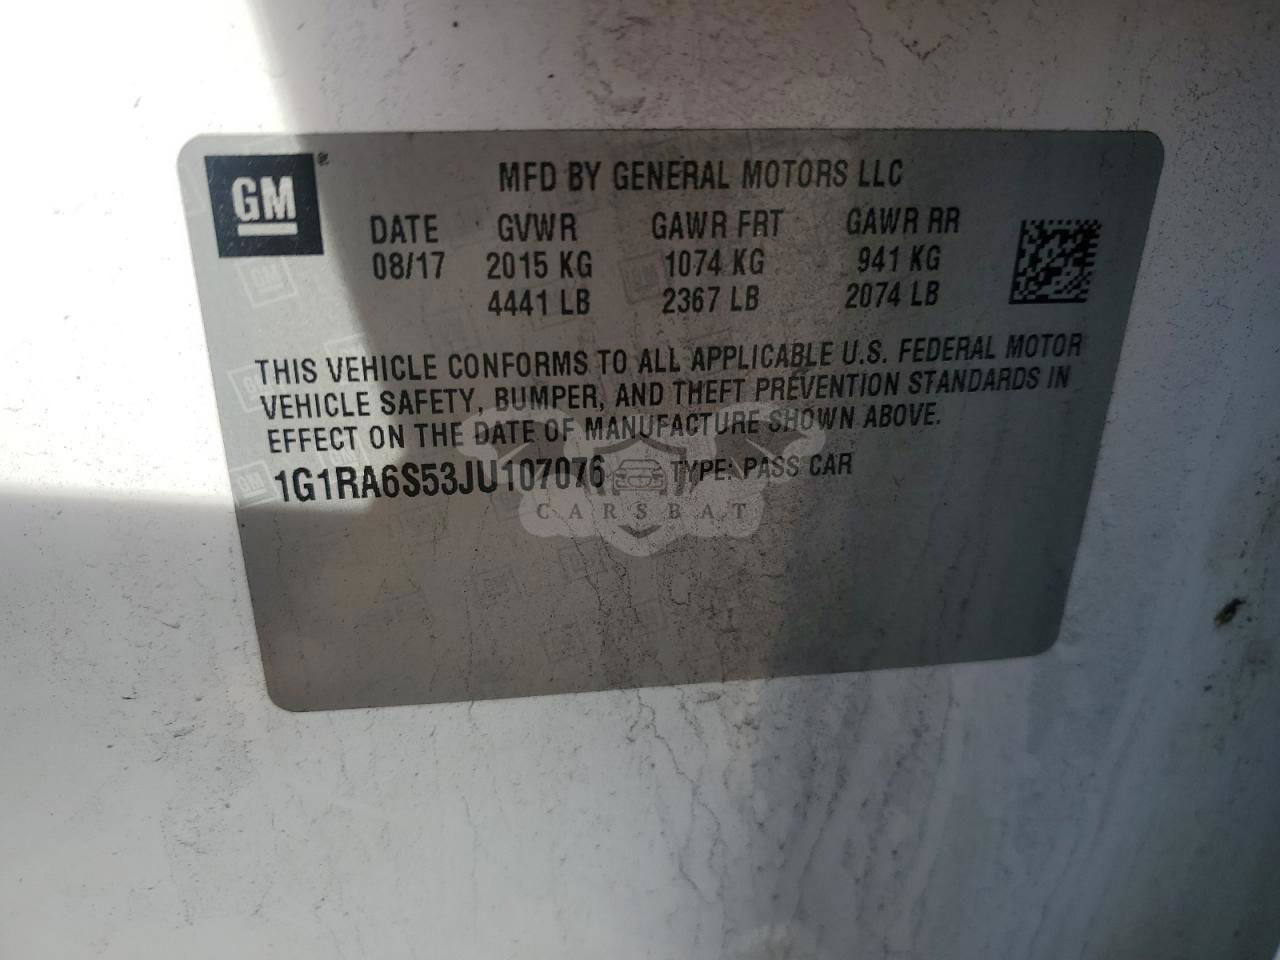 GM®
MFD BY GENERAL MOTORS LLC
DATE GVWR GAWR FRT GAWR RR
08/17 2015 KG 1074 KG 941 KG
4441 LB 2367 LB 2074 LB
THIS VEHICLE CONFORMS TO ALL APPLICABLE U.S. FEDERAL MOTOR
VEHICLE SAFETY, BUMPER, AND THEFT PREVENTION STANDARDS IN
EFFECT ON THE DATE OF MANUFACTURE SHOWN ABOVE.
1G1RA6S53JU107076 TYPE: PASS CAR
CARSBAT